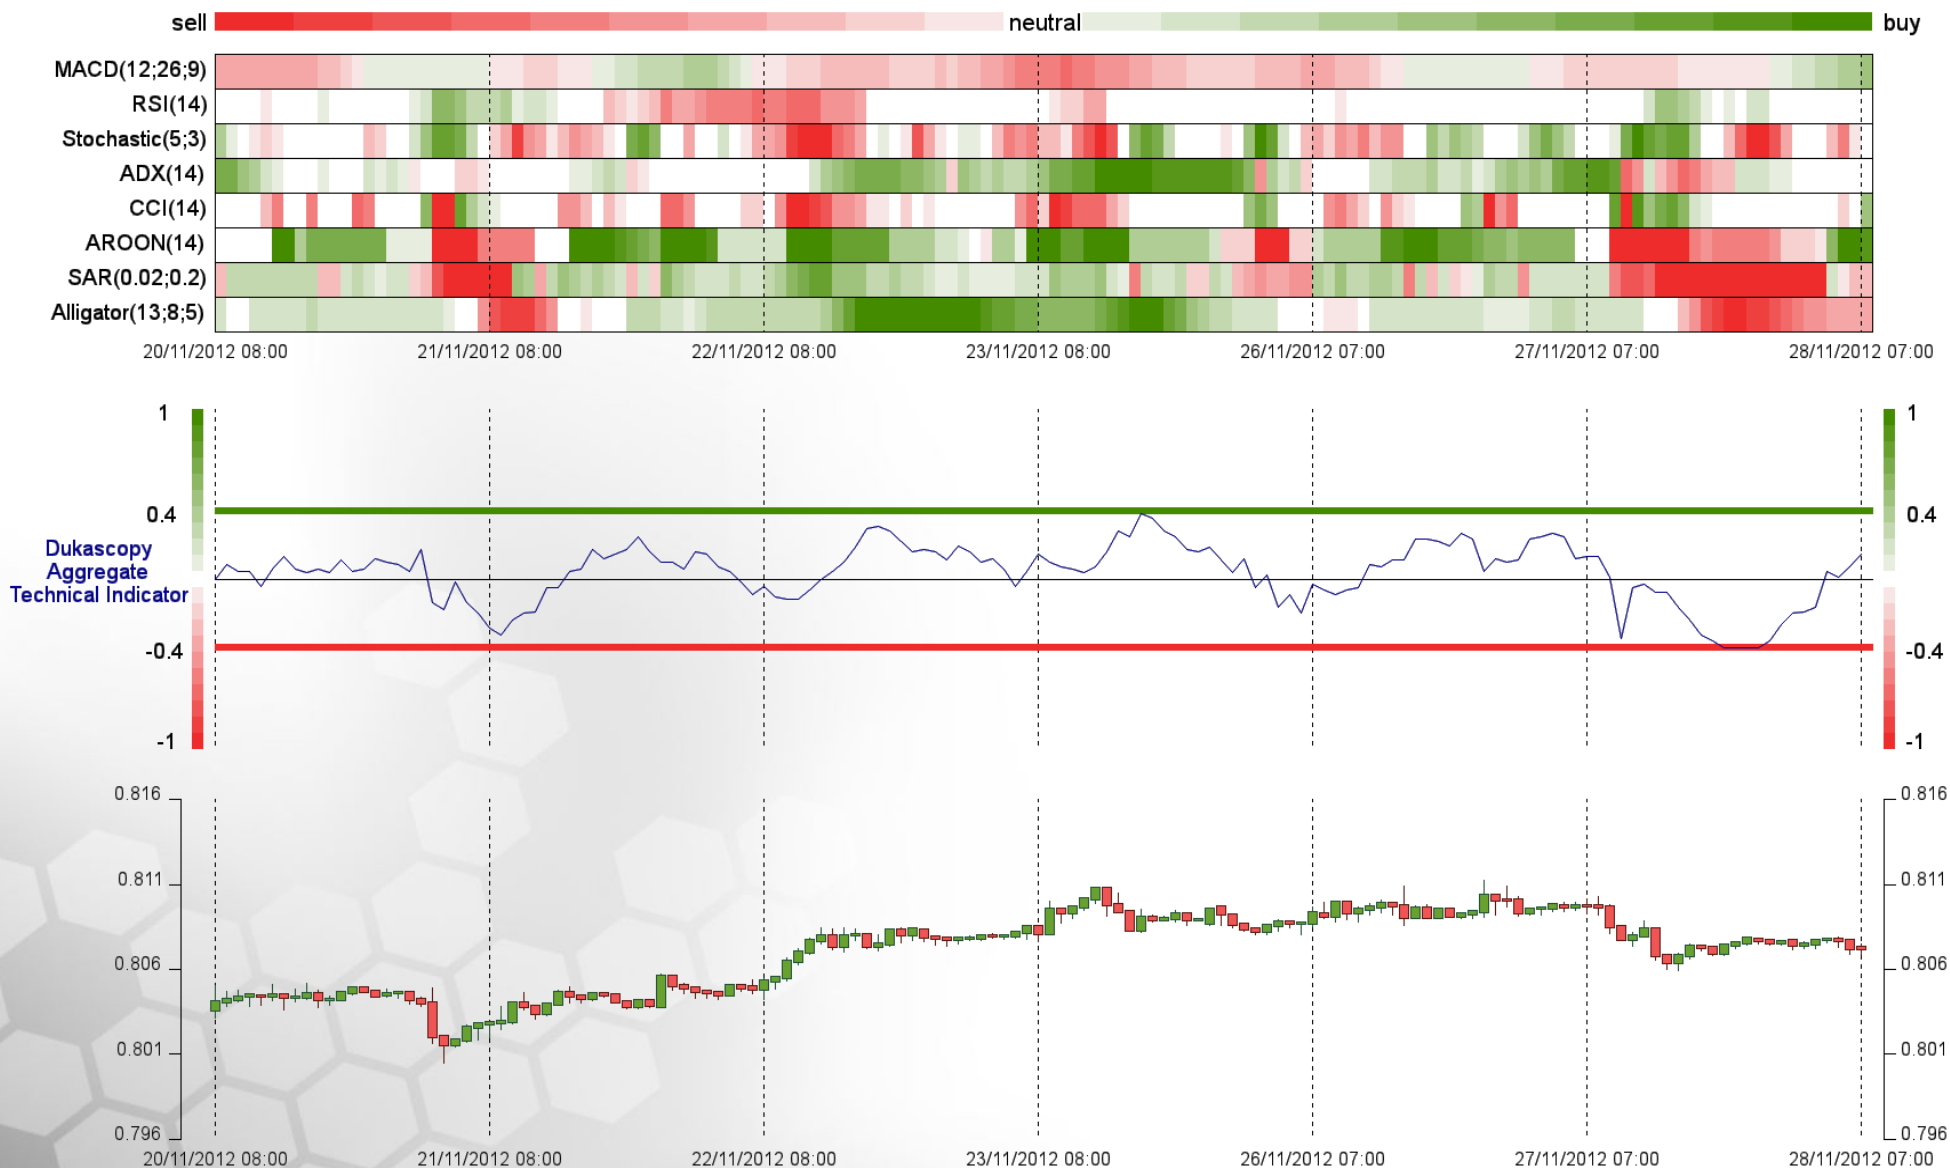 sell neutral buy
MACD(12;26;9)
RSI(14)
Stochastic(5;3)
ADX(14)
CCI(14)
AROON(14)
SAR(0.02;0.2)
Alligator(13;8;5)
20/11/2012 08:00 21/11/2012 08:00 22/11/2012 08:00 23/11/2012 08:00 26/11/2012 07:00 27/11/2012 07:00 28/11/2012 07:00
1 1
0.4 0.4
Dukascopy
Aggregate
Technical Indicator
-0.4 -0.4
-1 -1
0.816 0.816
0.811 0.811
0.806 0.806
0.801 0.801
0.796 0.796
20/11/2012 08:00 21/11/2012 08:00 22/11/2012 08:00 23/11/2012 08:00 26/11/2012 07:00 27/11/2012 07:00 28/11/2012 07:00